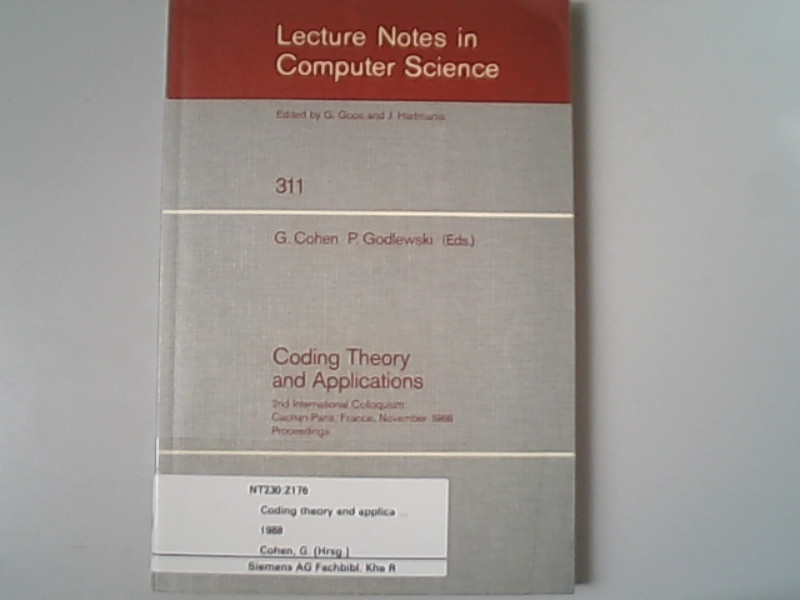 Lecture Notes in
Computer Science
Edited by G. Goos and J. Hartmanis
311
G. Cohen P. Godlewski (Eds.)
Coding Theory
and Applications
2nd International Colloquium
Cachan-Paris, France, November 1986
Proceedings
NT230:Z176
Coding theory and applica ...
1988
Cohen, G. (Hrsg.)
Siemens AG Fachbibl. Khe R